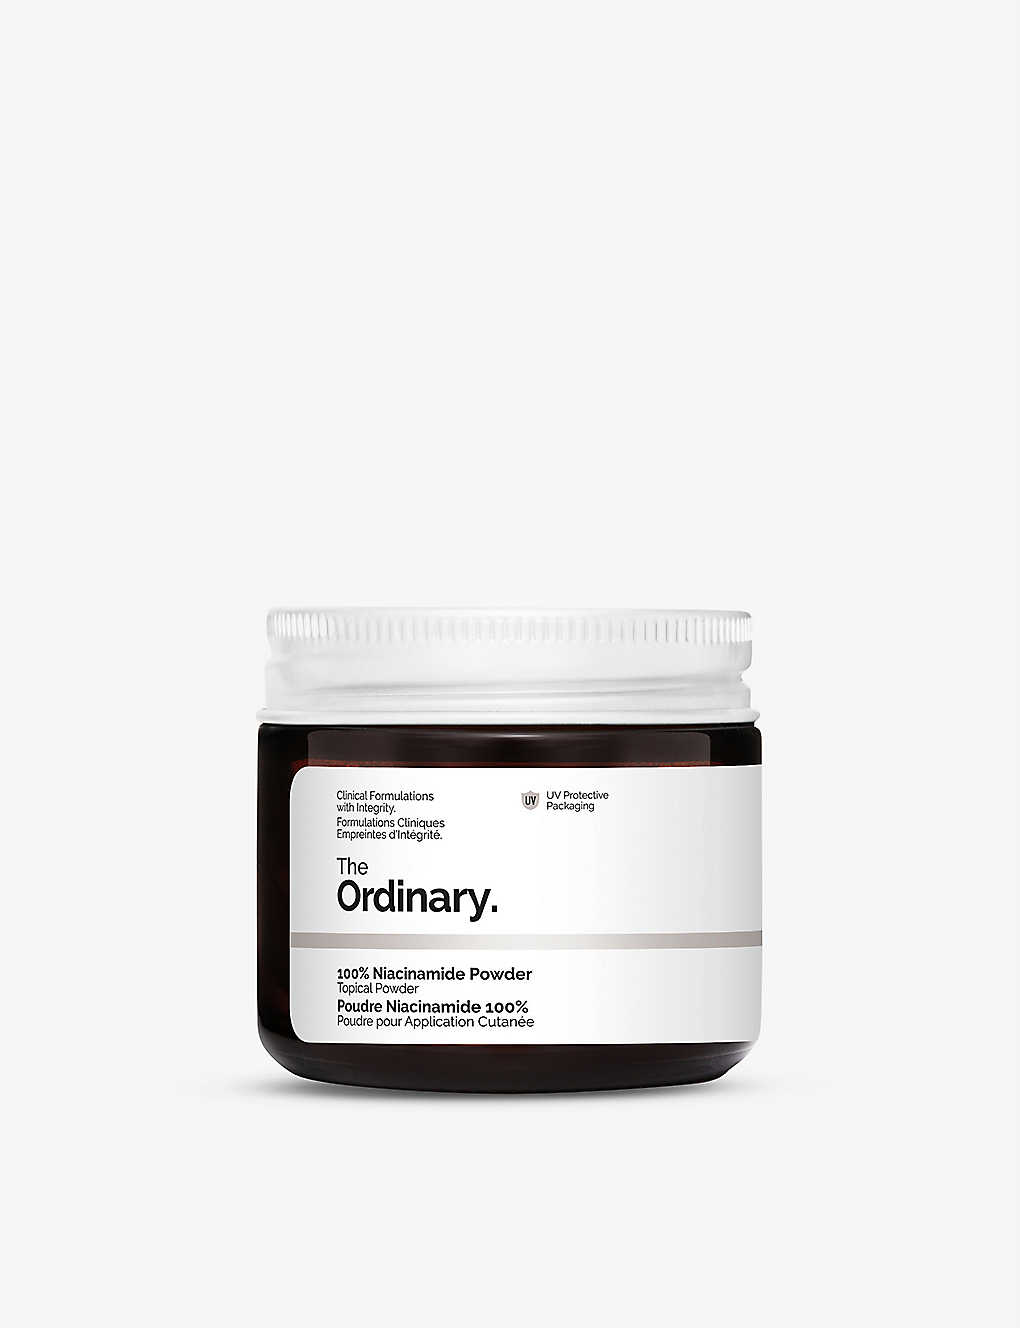 Clinical Formulations
with Integrity.
Formulations Cliniques
Empreintes d'Intégrité.
UV
UV Protective
Packaging
The
Ordinary.
100% Niacinamide Powder
Topical Powder
Poudre Niacinamide 100%
Poudre pour Application Cutanée